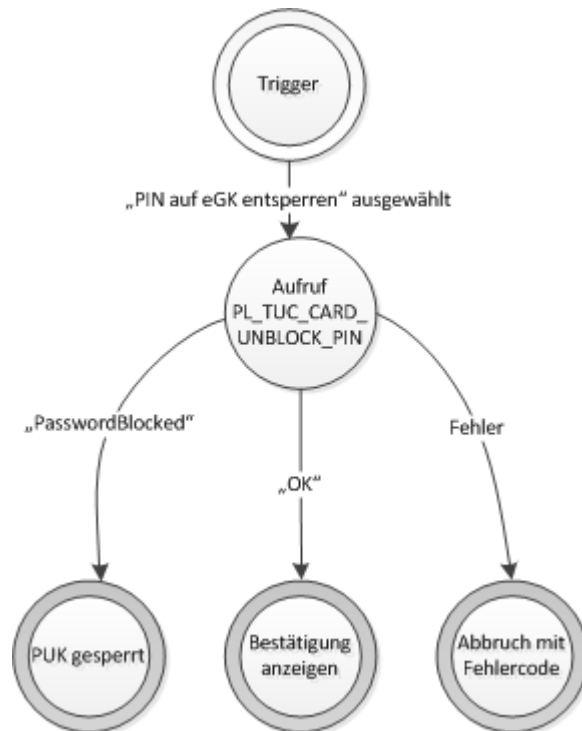 Trigger
„PIN auf eGK entsperren“ ausgewählt
Aufruf
PL_TUC_CARD_
UNBLOCK_PIN
„PasswordBlocked“
Fehler
„OK“
PUK gesperrt
Bestätigung
anzeigen
Abbruch mit
Fehlercode